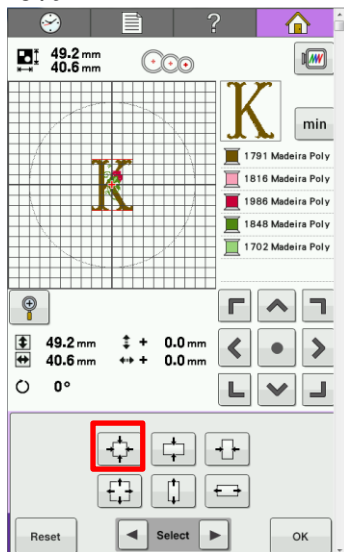 ?
49.2 mm
40.6 mm
K
min
1791 Madeira Poly
1816 Madeira Poly
1986 Madeira Poly
1848 Madeira Poly
1702 Madeira Poly
K
49.2 mm + 0.0 mm
40.6 mm + 0.0 mm
0°
Reset
Select
OK